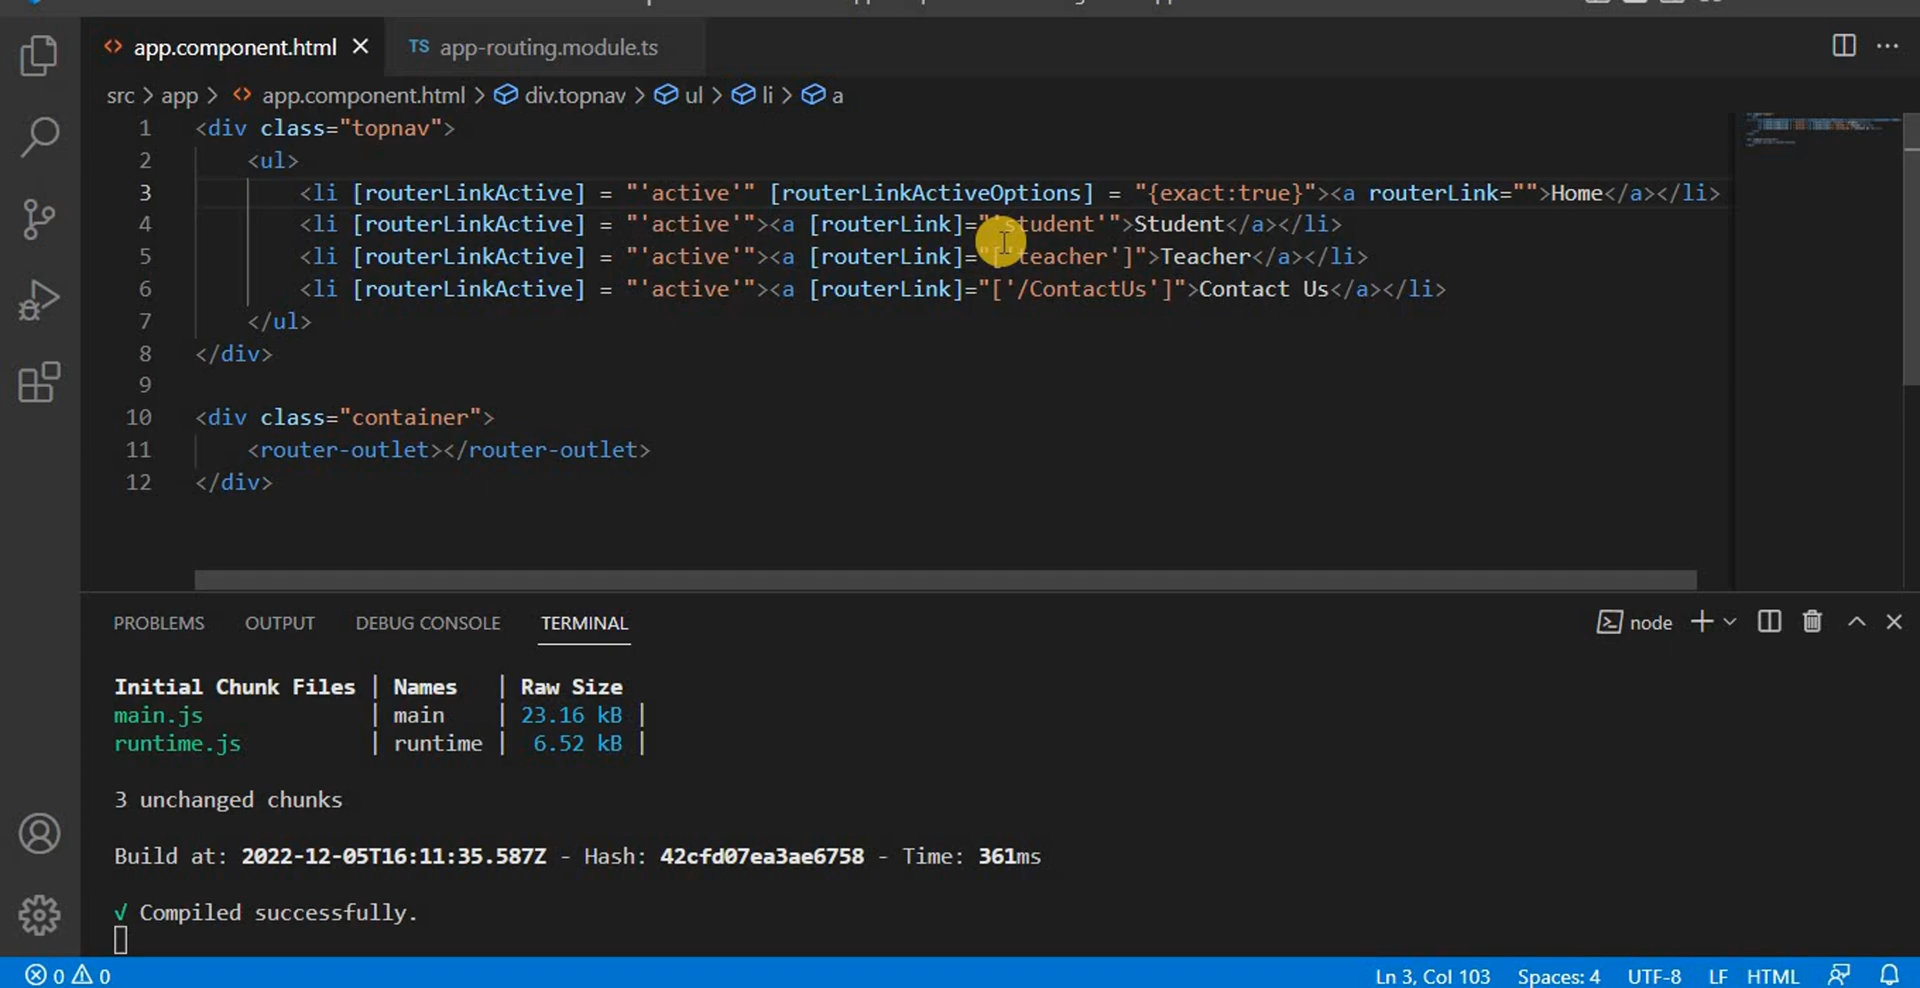 app.component.html
TS app-routing.module.ts
src > app > app.component.html > div.topnav > ul > li > a
1 <div class="topnav">
2 <ul>
3 <li [routerLinkActive] = "'active'" [routerLinkActiveOptions] = "{exact:true}"><a routerLink="">Home</a></li>
4 <li [routerLinkActive] = "'active'"><a [routerLink]="'student'">Student</a></li>
5 <li [routerLinkActive] = "'active'"><a [routerLink]="['teacher']">Teacher</a></li>
6 <li [routerLinkActive] = "'active'"><a [routerLink]="['/ContactUs']">Contact Us</a></li>
7 </ul>
8 </div>
9
10 <div class="container">
11 <router-outlet></router-outlet>
12 </div>
PROBLEMS OUTPUT DEBUG CONSOLE TERMINAL node
Initial Chunk Files | Names | Raw Size
main.js | main | 23.16 kB |
runtime.js | runtime | 6.52 kB |
3 unchanged chunks
Build at: 2022-12-05T16:11:35.587Z - Hash: 42cfd07ea3ae6758 - Time: 361ms
√ Compiled successfully.
0 0 Ln 3, Col 103 Spaces: 4 UTF-8 LF HTML